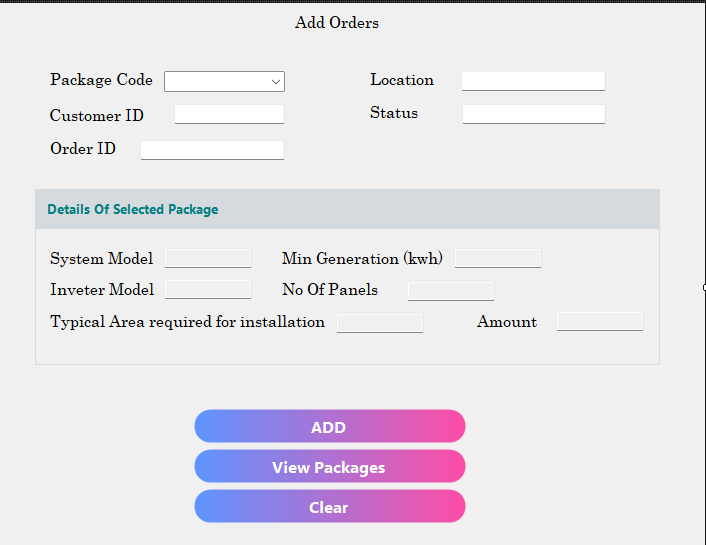 Add Orders
Package Code
Location
Customer ID
Status
Order ID
Details Of Selected Package
System Model
Min Generation (kwh)
Inveter Model
No Of Panels
Typical Area required for installation
Amount
ADD
View Packages
Clear